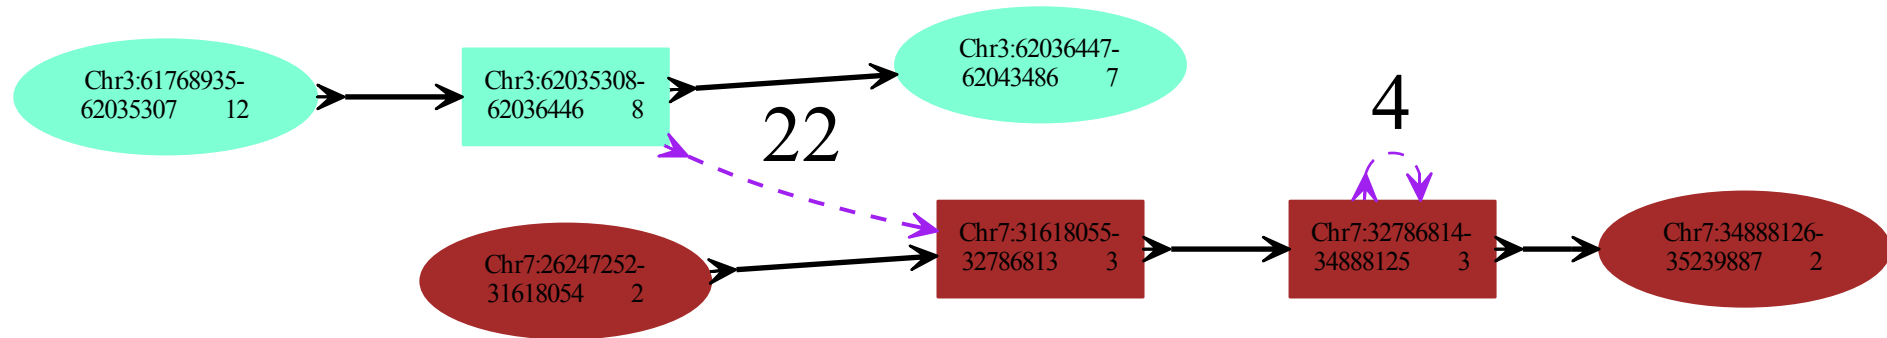 Chr3:61768935-
62035307 12
Chr3:62035308-
62036446 8
Chr3:62036447-
62043486 7
22
4
Chr7:26247252-
31618054 2
Chr7:31618055-
32786813 3
Chr7:32786814-
34888125 3
Chr7:34888126-
35239887 2